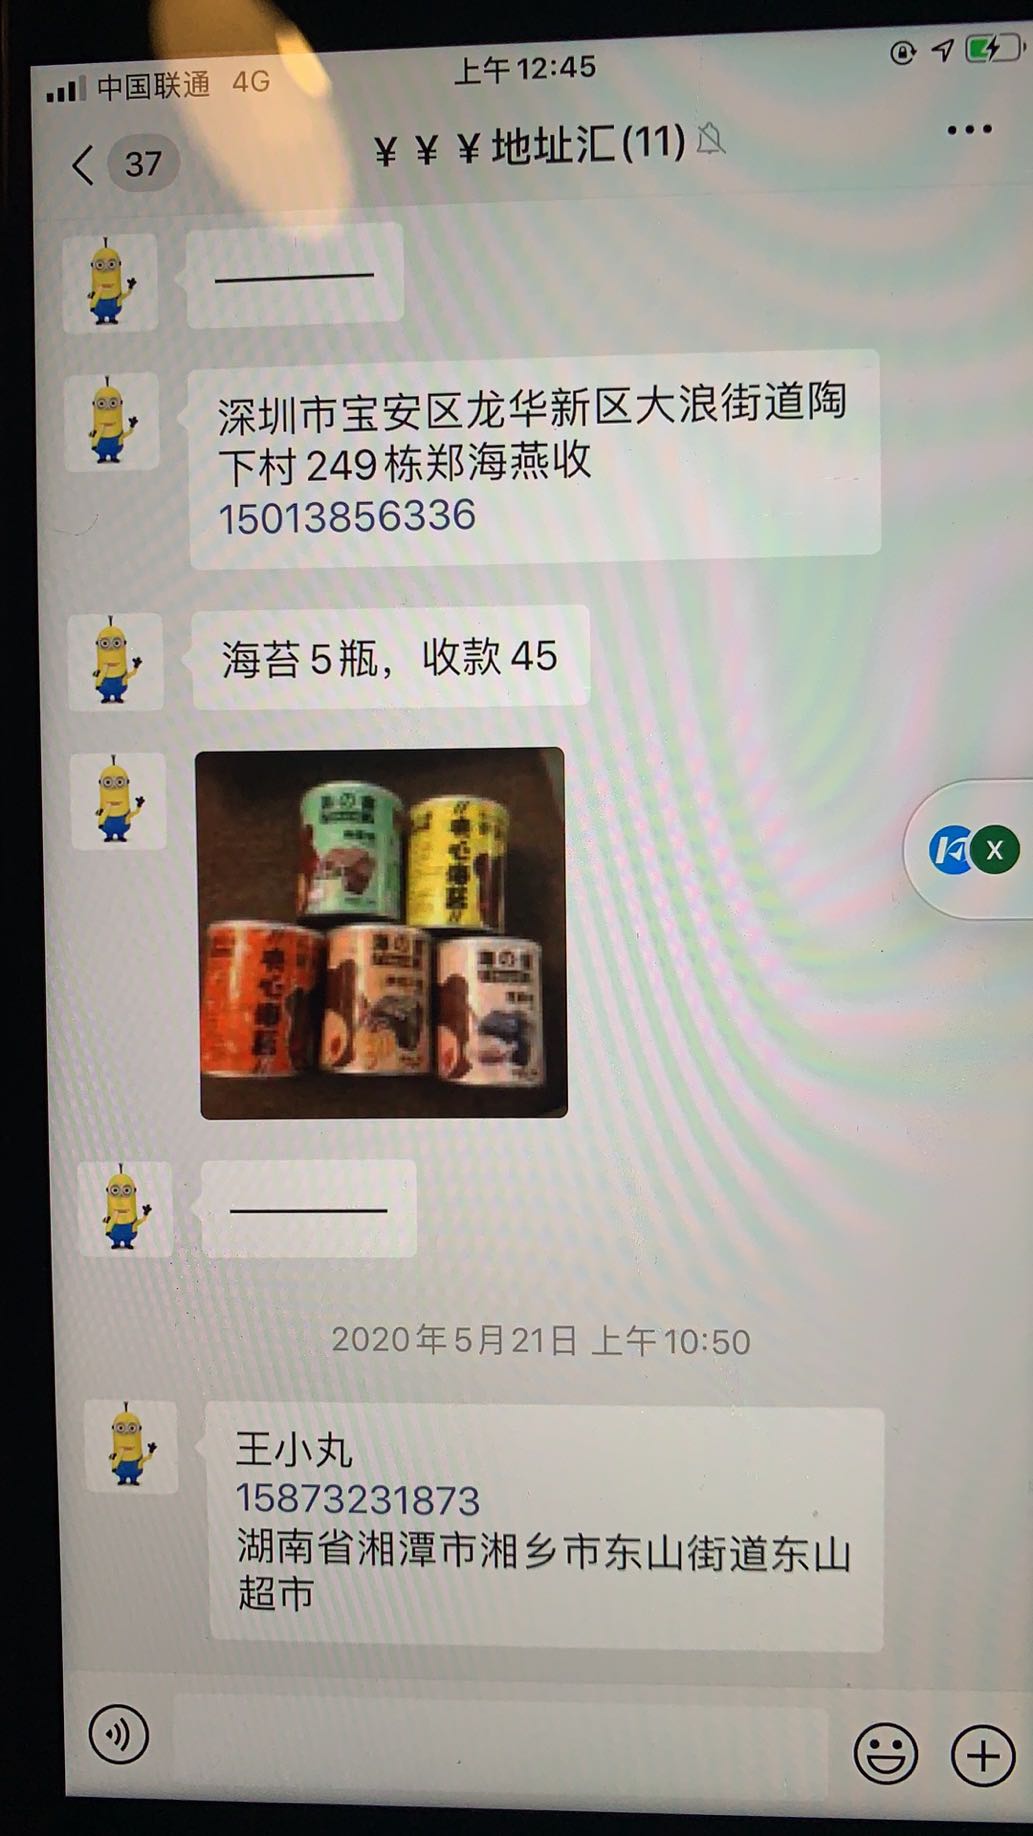 中国联通 4G
上午12:45
37
¥ ¥ ¥地址汇(11)
深圳市宝安区龙华新区大浪街道陶
下村249栋郑海燕收
15013856336
海苔5瓶，收款45
X
2020年5月21日 上午10:50
王小丸
15873231873
湖南省湘潭市湘乡市东山街道东山
超市